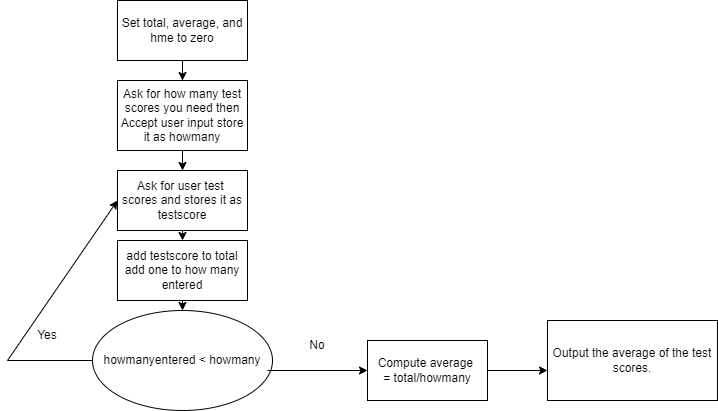 Set total, average, and
hme to zero
Ask for how many test
scores you need then
Accept user input store
it as howmany
Ask for user test
scores and stores it as
testscore
add testscore to total
add one to how many
entered
Yes
howmanyentered < howmany
No
Compute average
= total/howmany
Output the average of the test
scores.